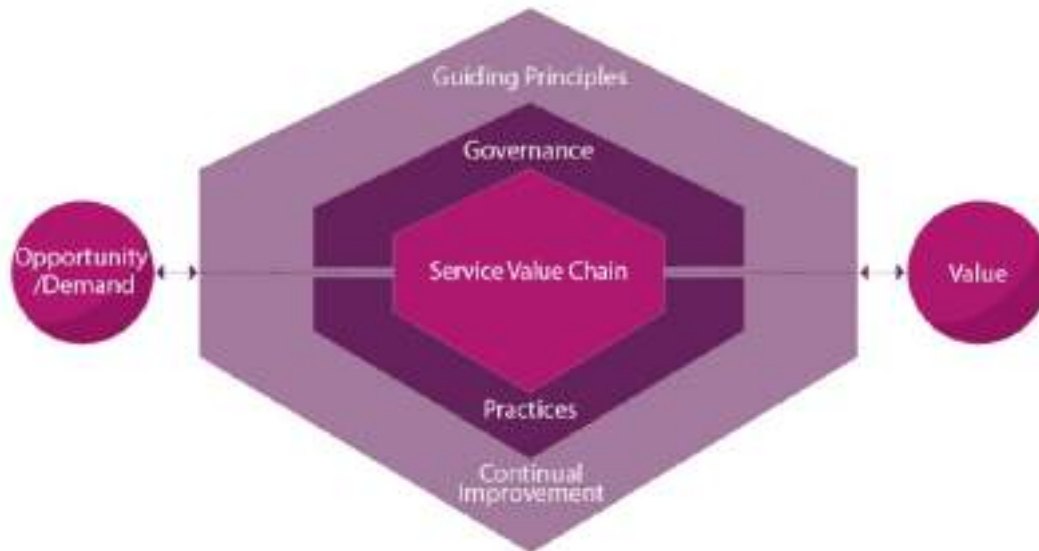 Guiding Principles
Governance
Opportunity
/Demand
Service Value Chain
Value
Practices
Continual
Improvement